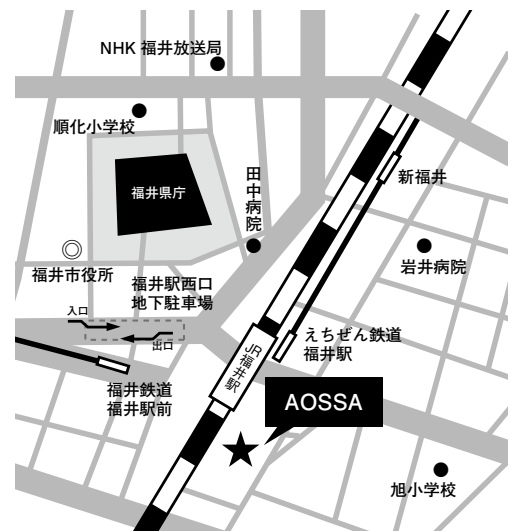 NHK 福井放送局
順化小学校
福井県庁
田中病院
新福井
福井市役所
岩井病院
福井駅西口
地下駐車場
入口
出口
えちぜん鉄道
福井駅
JR福井駅
福井鉄道
福井駅前
AOSSA
旭小学校